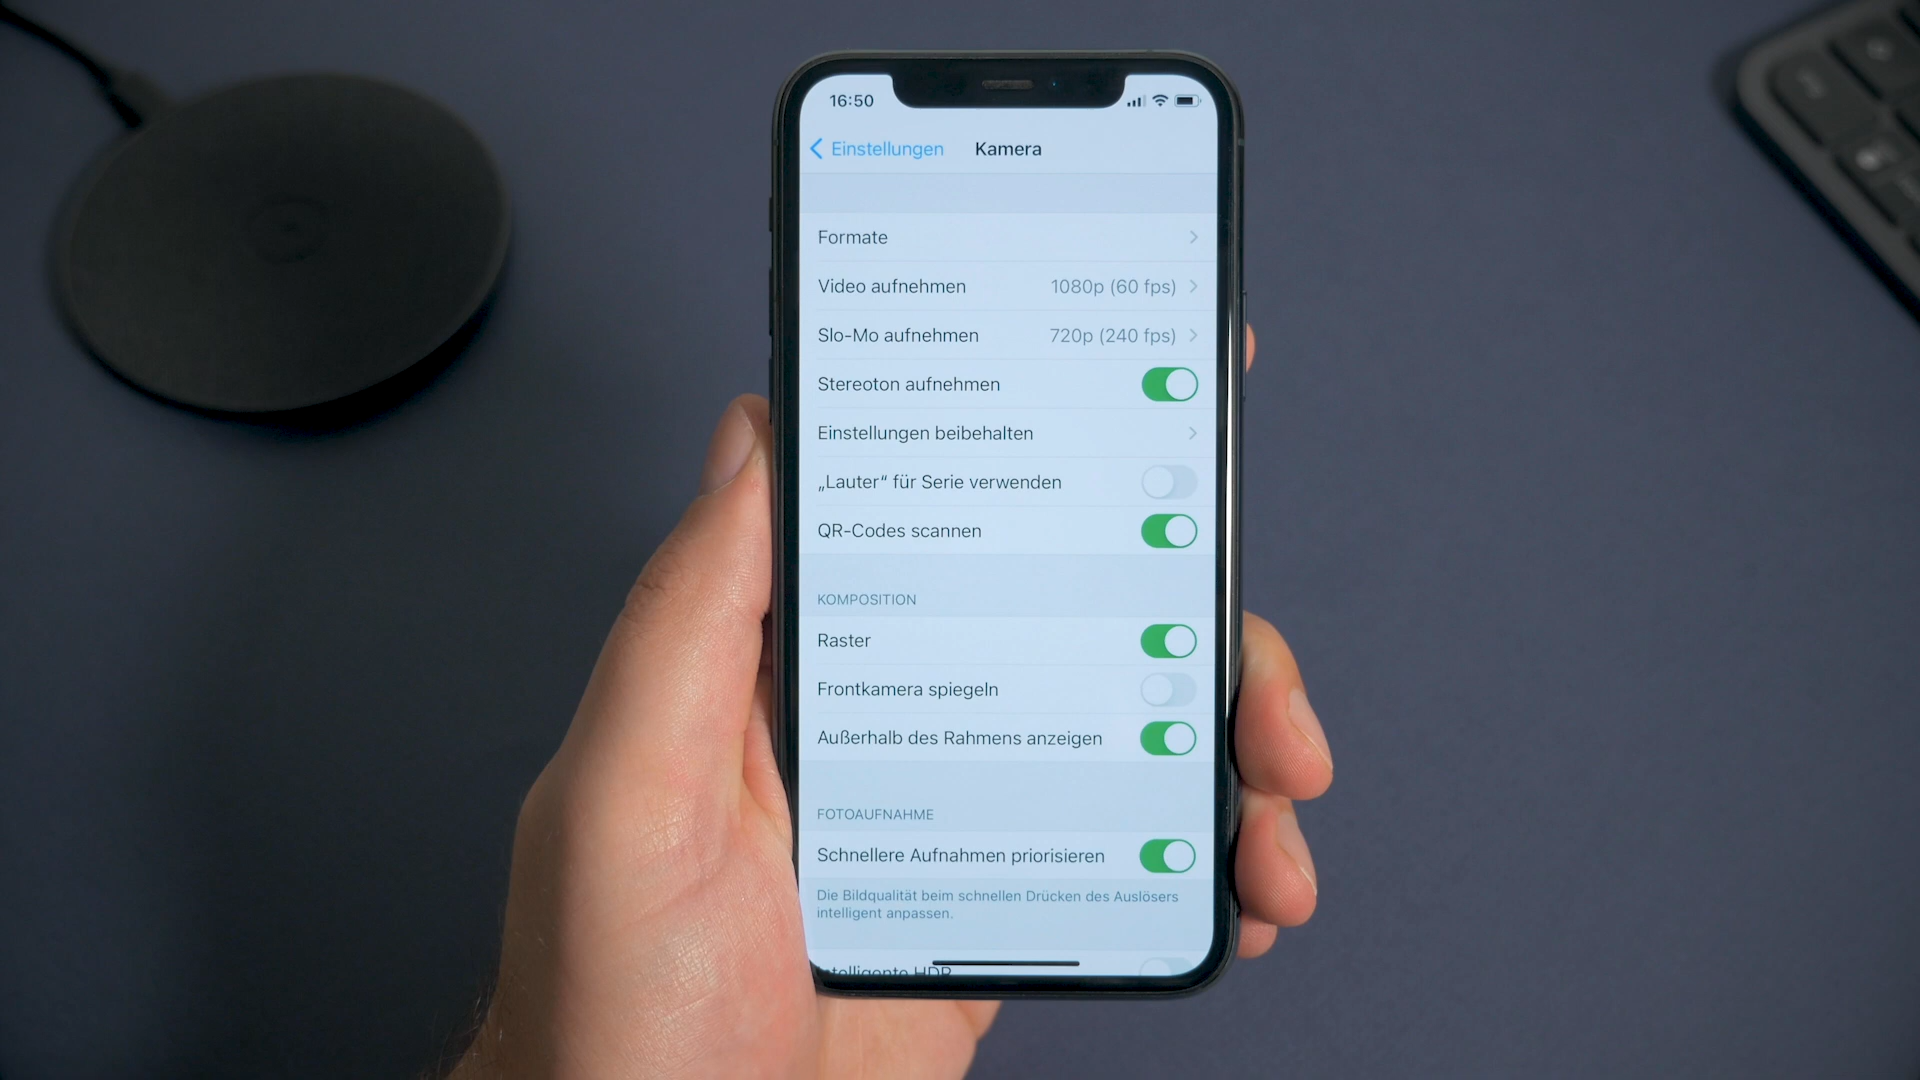 16:50
Einstellungen
Kamera
Formate
Video aufnehmen 1080p (60 fps)
Slo-Mo aufnehmen 720p (240 fps)
Stereoton aufnehmen
Einstellungen beibehalten
„Lauter“ für Serie verwenden
QR-Codes scannen
KOMPOSITION
Raster
Frontkamera spiegeln
Außerhalb des Rahmens anzeigen
FOTOAUFNAHME
Schnellere Aufnahmen priorisieren
Die Bildqualität beim schnellen Drücken des Auslösers
intelligent anpassen.
Intelligente HDR